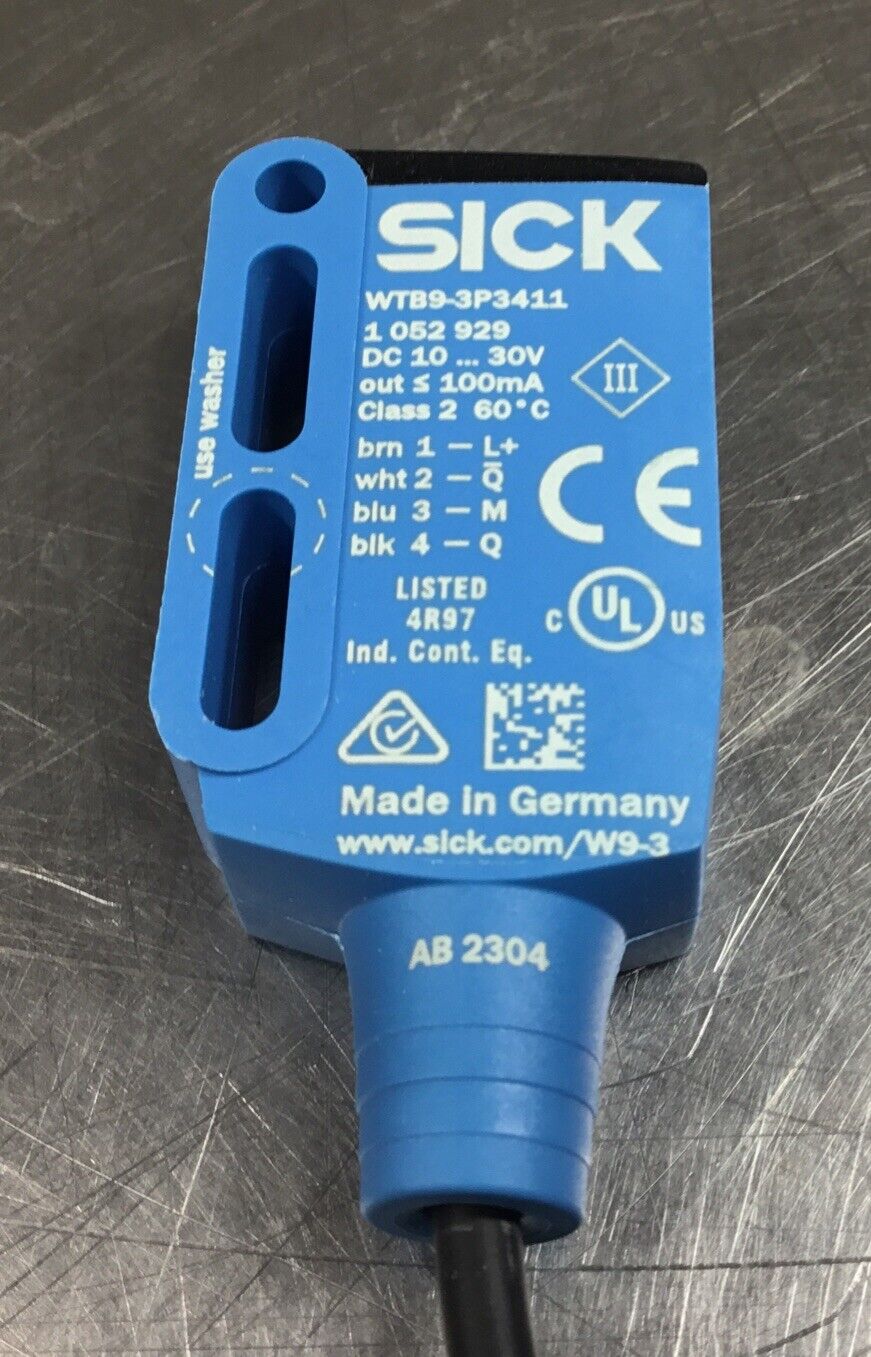 SICK
WTB9-3P3411
1 052 929
DC 10 ... 30V
out ≤ 100mA
Class 2 60°C
III
use washer
brn 1 – L+
wht 2 – Q̅
blu 3 – M
blk 4 – Q
CE
LISTED
4R97
Ind. Cont. Eq.
C UL US
Made in Germany
www.sick.com/W9-3
AB 2304